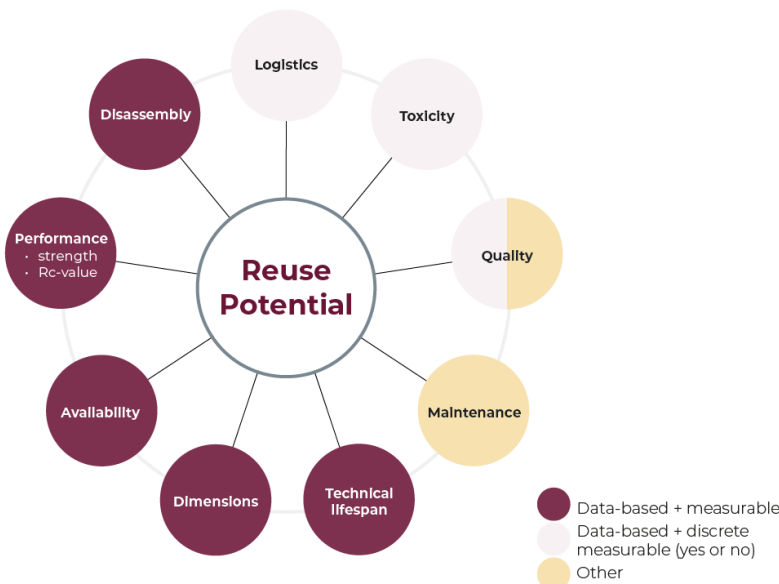 Logistics
Disassembly
Toxicity
Performance
• strength
• Rc-value
Quality
Reuse
Potential
Availability
Maintenance
Dimensions
Technical
lifespan
Data-based + measurable
Data-based + discrete
measurable (yes or no)
Other